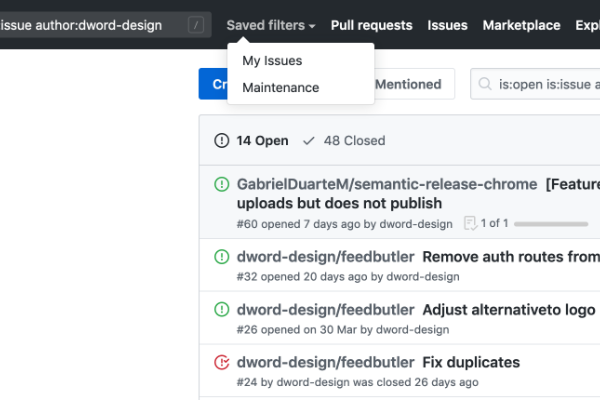 issue author:dword-design / Saved filters Pull requests Issues Marketplace Expl
My Issues
Maintenance
Cr Mentioned is:open is:issue a
14 Open 48 Closed
GabrielDuarteM/semantic-release-chrome [Feature
uploads but does not publish
#60 opened 7 days ago by dword-design 1 of 1
dword-design/feedbutler Remove auth routes from
#32 opened 20 days ago by dword-design
dword-design/feedbutler Adjust alternativeto logo
#26 opened on 30 Mar by dword-design
dword-design/feedbutler Fix duplicates
#24 by dword-design was closed 26 days ago